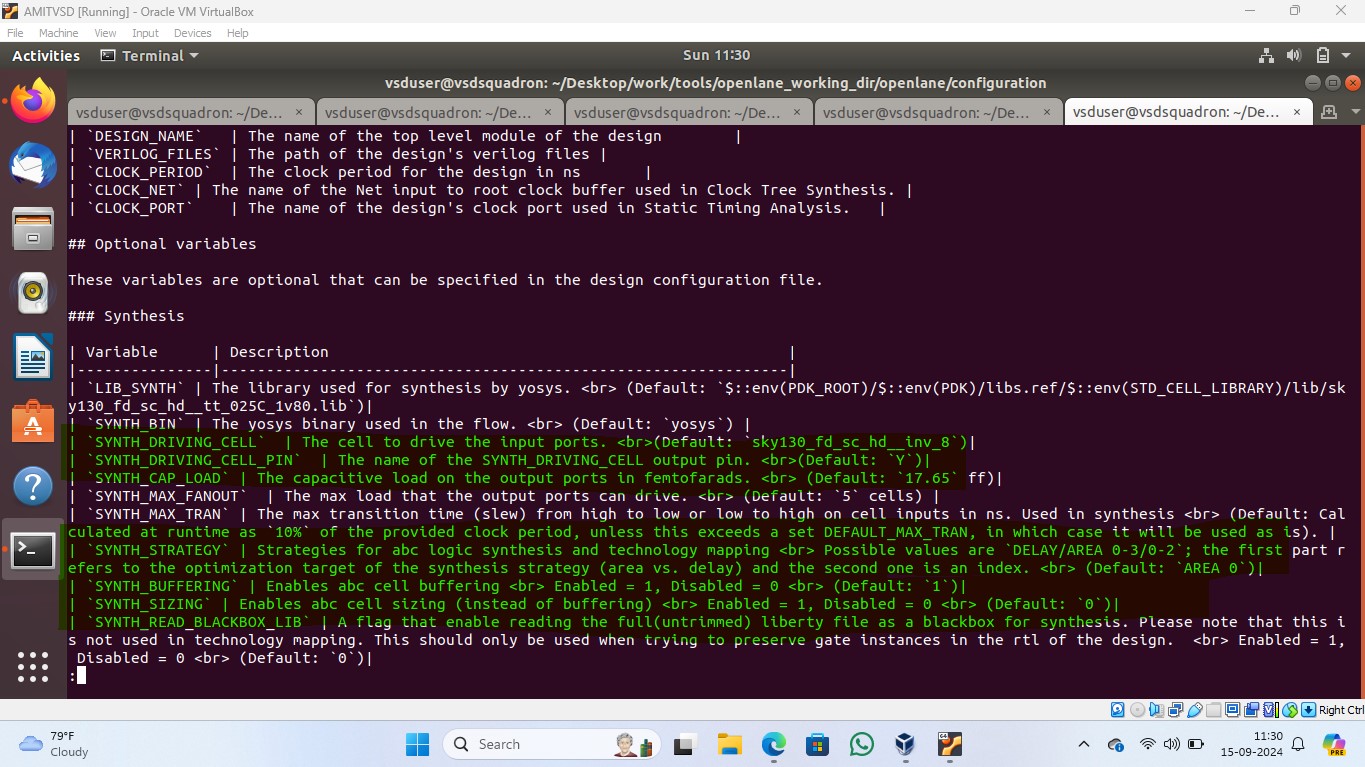 AMITVSD [Running] - Oracle VM VirtualBox
File Machine View Input Devices Help
Activities Terminal Sun 11:30
vsduser@vsdsquadron: ~/Desktop/work/tools/openlane_working_dir/openlane/configuration
vsduser@vsdsquadron: ~/De... × vsduser@vsdsquadron: ~/De... × vsduser@vsdsquadron: ~/De... × vsduser@vsdsquadron: ~/De... × vsduser@vsdsquadron: ~/De... ×
| `DESIGN_NAME` | The name of the top level module of the design |
| `VERILOG_FILES` | The path of the design's verilog files |
| `CLOCK_PERIOD` | The clock period for the design in ns |
| `CLOCK_NET` | The name of the Net input to root clock buffer used in Clock Tree Synthesis. |
| `CLOCK_PORT` | The name of the design's clock port used in Static Timing Analysis. |
## Optional variables
These variables are optional that can be specified in the design configuration file.
### Synthesis
| Variable | Description |
|---------------|---------------------------------------------------------------|
| `LIB_SYNTH` | The library used for synthesis by yosys. <br> (Default: `$::env(PDK_ROOT)/$::env(PDK)/libs.ref/$::env(STD_CELL_LIBRARY)/lib/sk
y130_fd_sc_hd__tt_025C_1v80.lib`)|
| `SYNTH_BIN` | The yosys binary used in the flow. <br> (Default: `yosys`) |
| `SYNTH_DRIVING_CELL` | The cell to drive the input ports. <br>(Default: `sky130_fd_sc_hd__inv_8`)|
| `SYNTH_DRIVING_CELL_PIN` | The name of the SYNTH_DRIVING_CELL output pin. <br>(Default: `Y`)|
| `SYNTH_CAP_LOAD` | The capacitive load on the output ports in femtofarads. <br> (Default: `17.65` ff)|
| `SYNTH_MAX_FANOUT` | The max load that the output ports can drive. <br> (Default: `5` cells) |
| `SYNTH_MAX_TRAN` | The max transition time (slew) from high to low or low to high on cell inputs in ns. Used in synthesis <br> (Default: Cal
culated at runtime as `10%` of the provided clock period, unless this exceeds a set DEFAULT_MAX_TRAN, in which case it will be used as is). |
| `SYNTH_STRATEGY` | Strategies for abc logic synthesis and technology mapping <br> Possible values are `DELAY/AREA 0-3/0-2`; the first part r
efers to the optimization target of the synthesis strategy (area vs. delay) and the second one is an index. <br> (Default: `AREA 0`)|
| `SYNTH_BUFFERING` | Enables abc cell buffering <br> Enabled = 1, Disabled = 0 <br> (Default: `1`)|
| `SYNTH_SIZING` | Enables abc cell sizing (instead of buffering) <br> Enabled = 1, Disabled = 0 <br> (Default: `0`)|
| `SYNTH_READ_BLACKBOX_LIB` | A flag that enable reading the full(untrimmed) liberty file as a blackbox for synthesis. Please note that this i
s not used in technology mapping. This should only be used when trying to preserve gate instances in the rtl of the design. <br> Enabled = 1,
Disabled = 0 <br> (Default: `0`)|
:
Right Ctrl
79°F
Cloudy
Search
11:30
15-09-2024
PRE